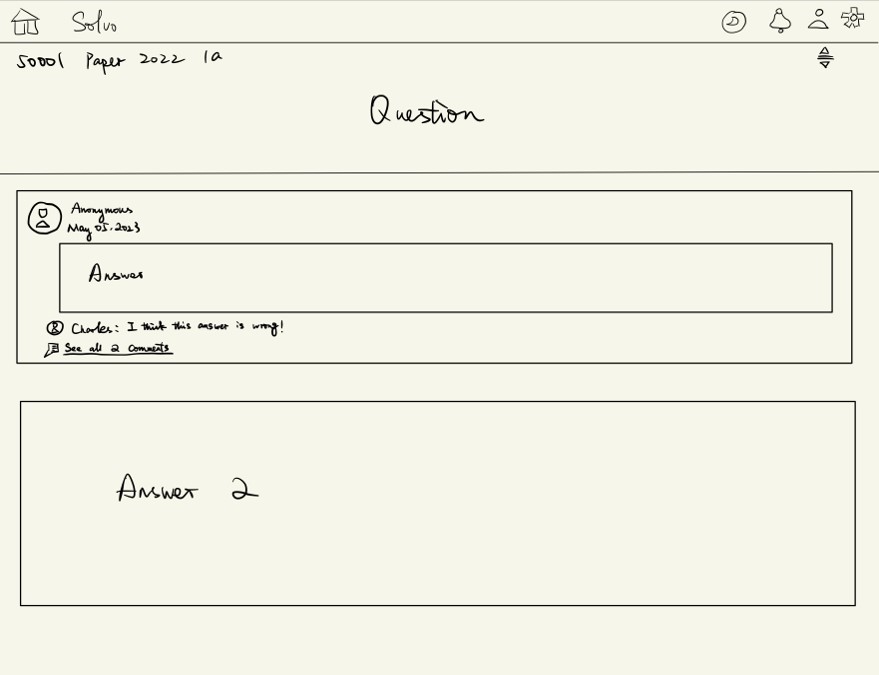 Solvo
50001 Paper 2022 1a
Question
Anonymous
May 05. 2023
Answer
Charles: I think this answer is wrong!
See all 2 comments
Answer 2